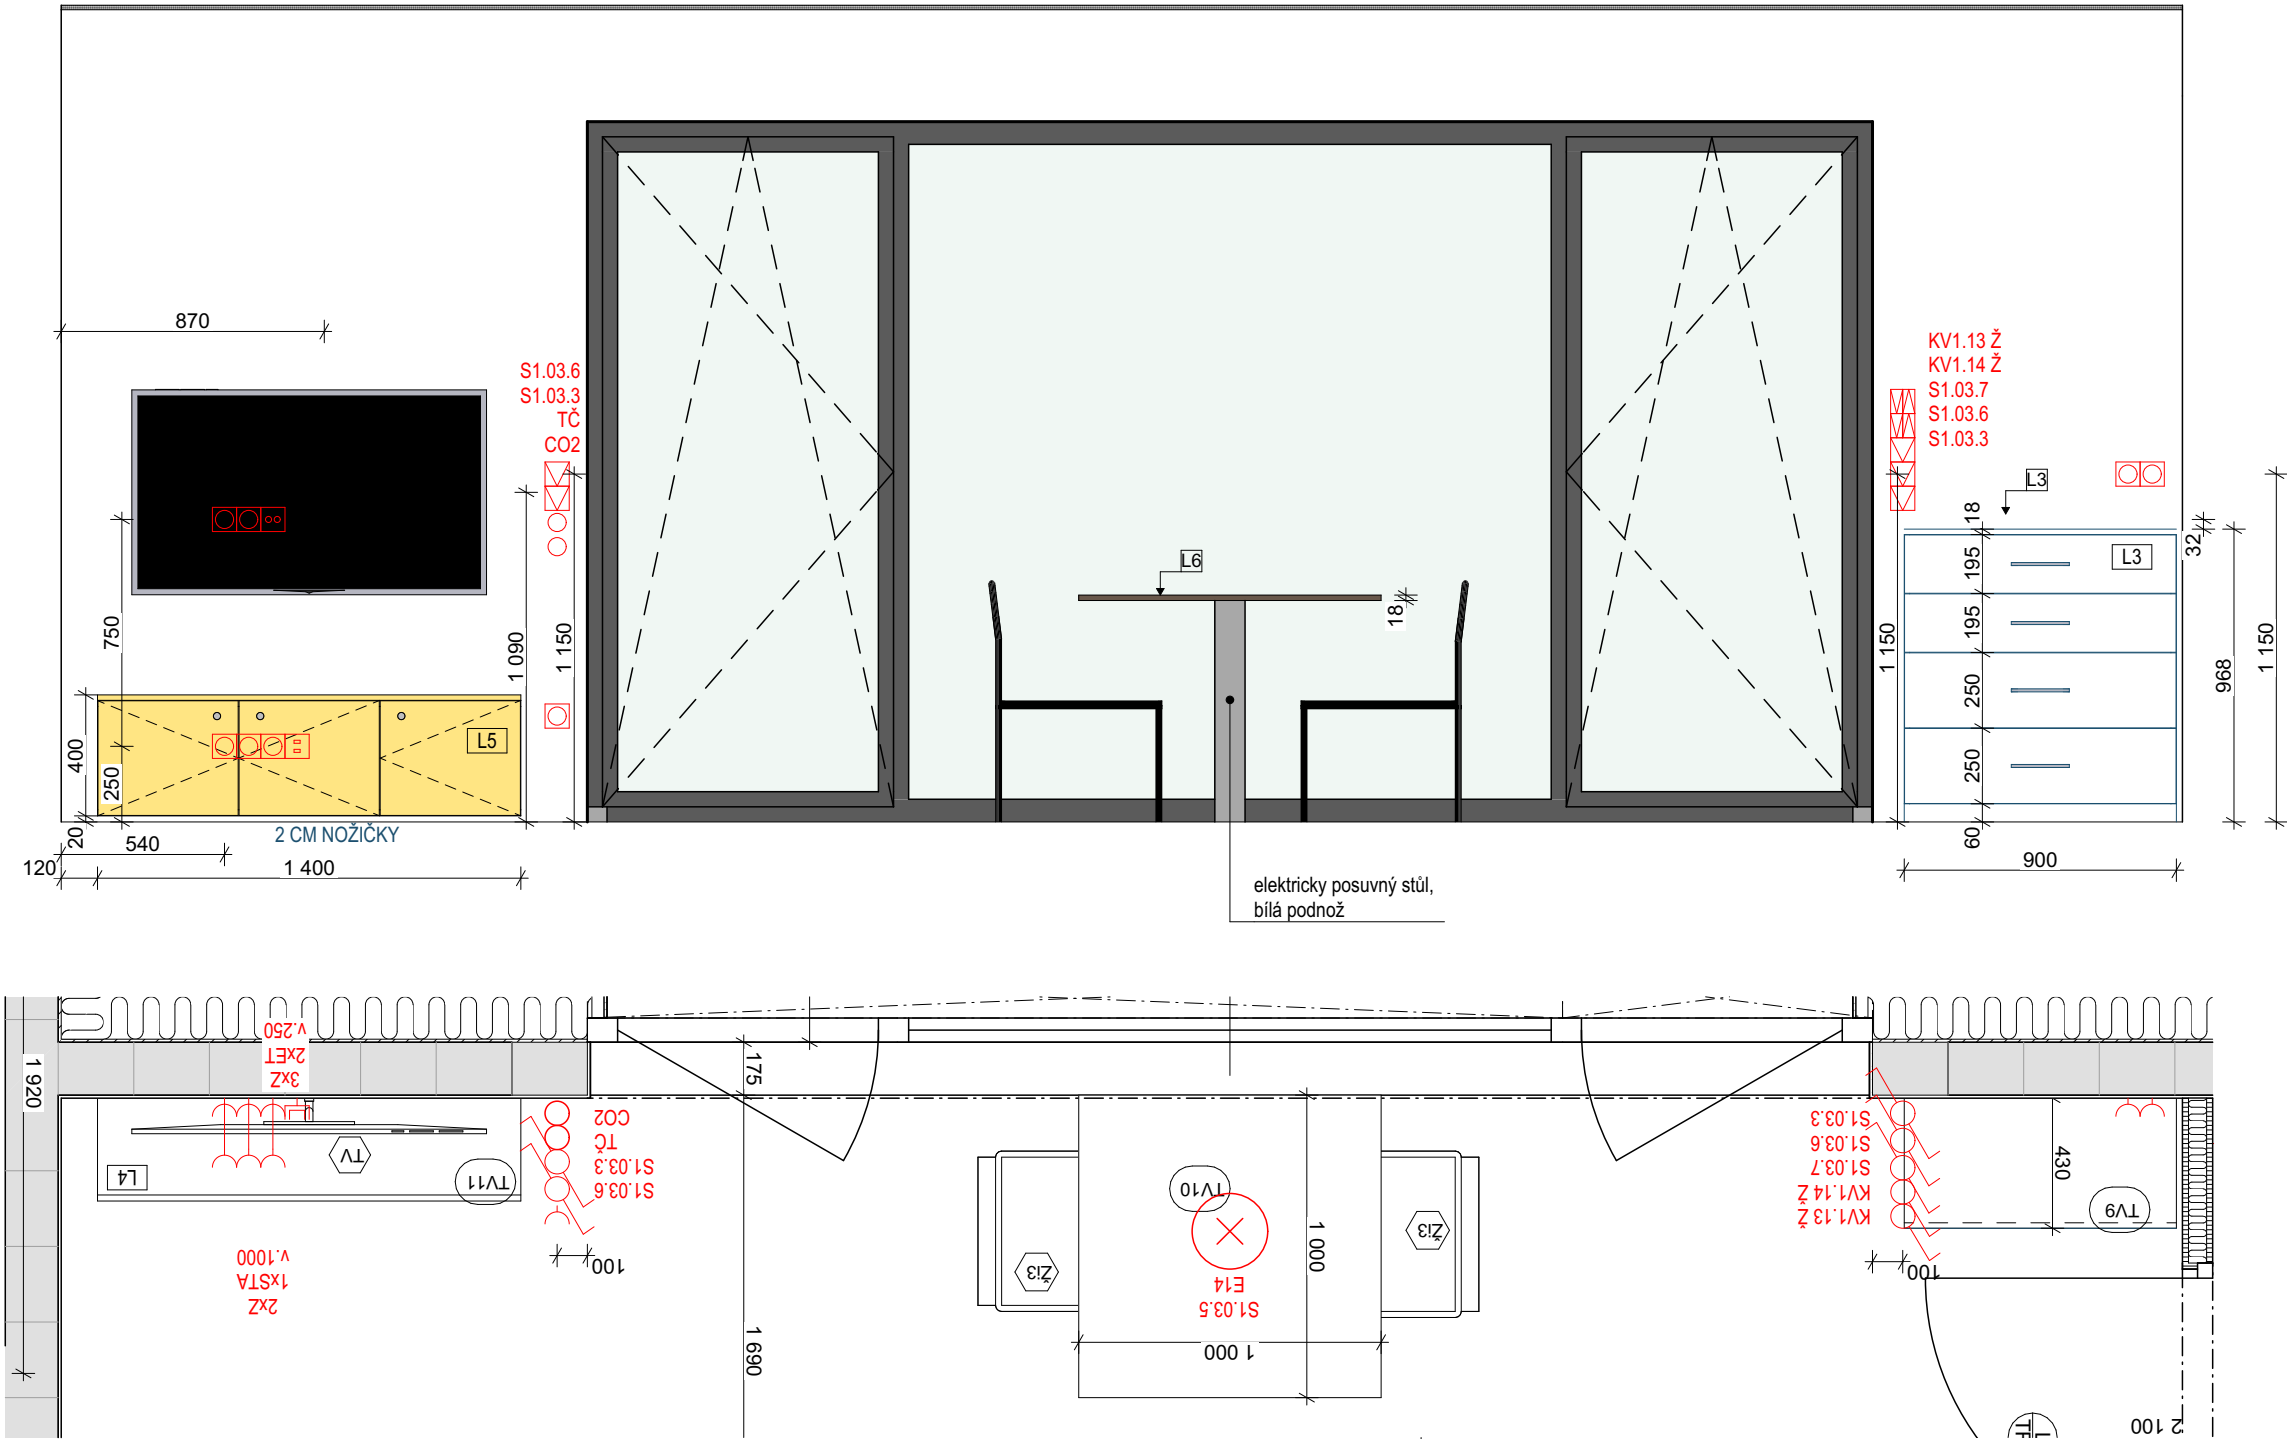 870
S1.03.6
S1.03.3
TČ
CO2
KV1.13 Ž
KV1.14 Ž
S1.03.7
S1.03.6
S1.03.3
L3
18
32
195
L3
195
250
250
60
968
1 150
1 150
900
L6
18
750
1 090
1 150
400
250
20
L5
2 CM NOŽIČKY
540
120
1 400
elektricky posuvný stůl,
bílá podnož
1 920
v.250
2xET
3xZ
175
CO2
TČ
S1.03.3
S1.03.6
TV
TV11
L4
100
v.1000
1xSTA
2xZ
1 690
TV10
Ži3
Ži3
E14
S1.03.5
1 000
1 000
S1.03.3
S1.03.6
S1.03.7
KV1.14 Ž
KV1.13 Ž
430
TV9
100
2 100